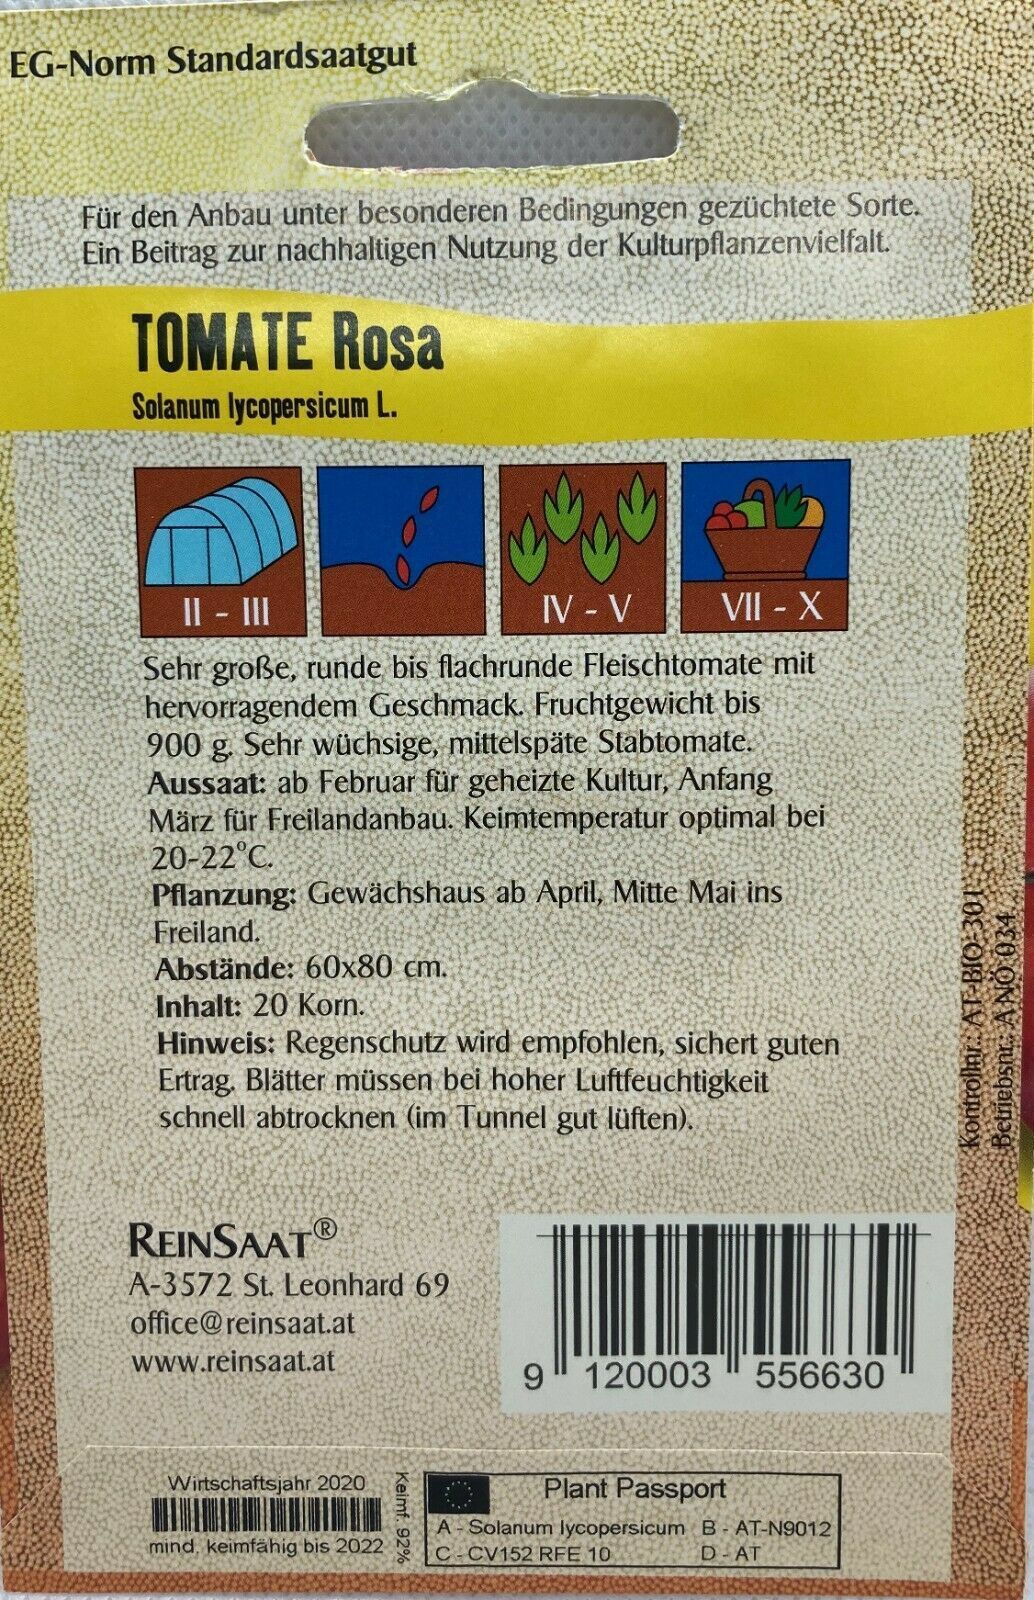 EG-Norm Standardsaatgut
Für den Anbau unter besonderen Bedingungen gezüchtete Sorte.
Ein Beitrag zur nachhaltigen Nutzung der Kulturpflanzenvielfalt.
TOMATE Rosa
Solanum lycopersicum L.
II - III
IV - V
VII - X
Sehr große, runde bis flachrunde Fleischtomate mit
hervorragendem Geschmack. Fruchtgewicht bis
900 g. Sehr wüchsige, mittelspäte Stabtomate.
Aussaat: ab Februar für geheizte Kultur, Anfang
März für Freilandanbau. Keimtemperatur optimal bei
20-22°C.
Pflanzung: Gewächshaus ab April, Mitte Mai ins
Freiland.
Abstände: 60x80 cm.
Inhalt: 20 Korn.
Hinweis: Regenschutz wird empfohlen, sichert guten
Ertrag. Blätter müssen bei hoher Luftfeuchtigkeit
schnell abtrocknen (im Tunnel gut lüften).
Kontrollnr.: AT-BIO-301
Betriebsnr.: A NÖ 034
REINSAAT®
A-3572 St. Leonhard 69
office@reinsaat.at
www.reinsaat.at
9 120003 556630
Wirtschaftsjahr 2020
mind. keimfähig bis 2022
Keimf. 92%
Plant Passport
A - Solanum lycopersicum B - AT-N9012
C - CV152 RFE 10 D - AT